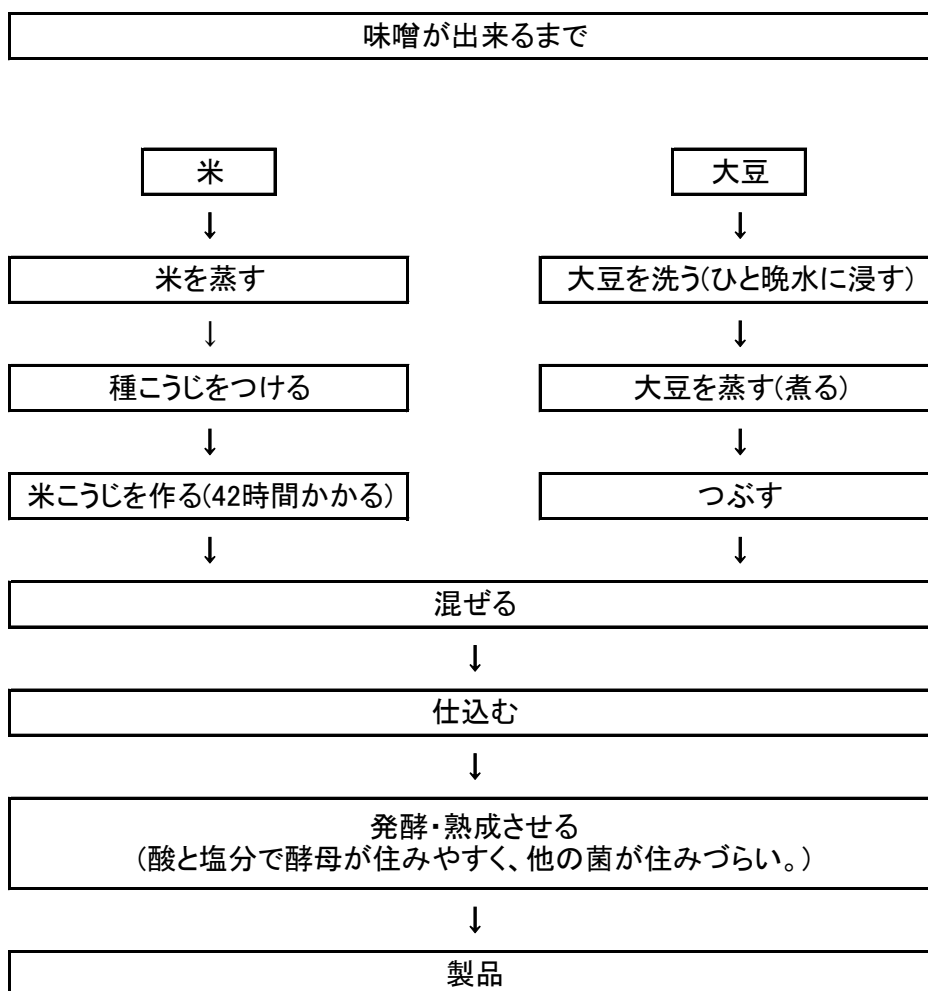 味噌が出来るまで
米
大豆
↓
↓
米を蒸す
大豆を洗う(ひと晩水に浸す)
↓
↓
種こうじをつける
大豆を蒸す(煮る)
↓
↓
米こうじを作る(42時間かかる)
つぶす
↓
↓
混ぜる
↓
仕込む
↓
発酵・熟成させる
(酸と塩分で酵母が住みやすく、他の菌が住みづらい。)
↓
製品